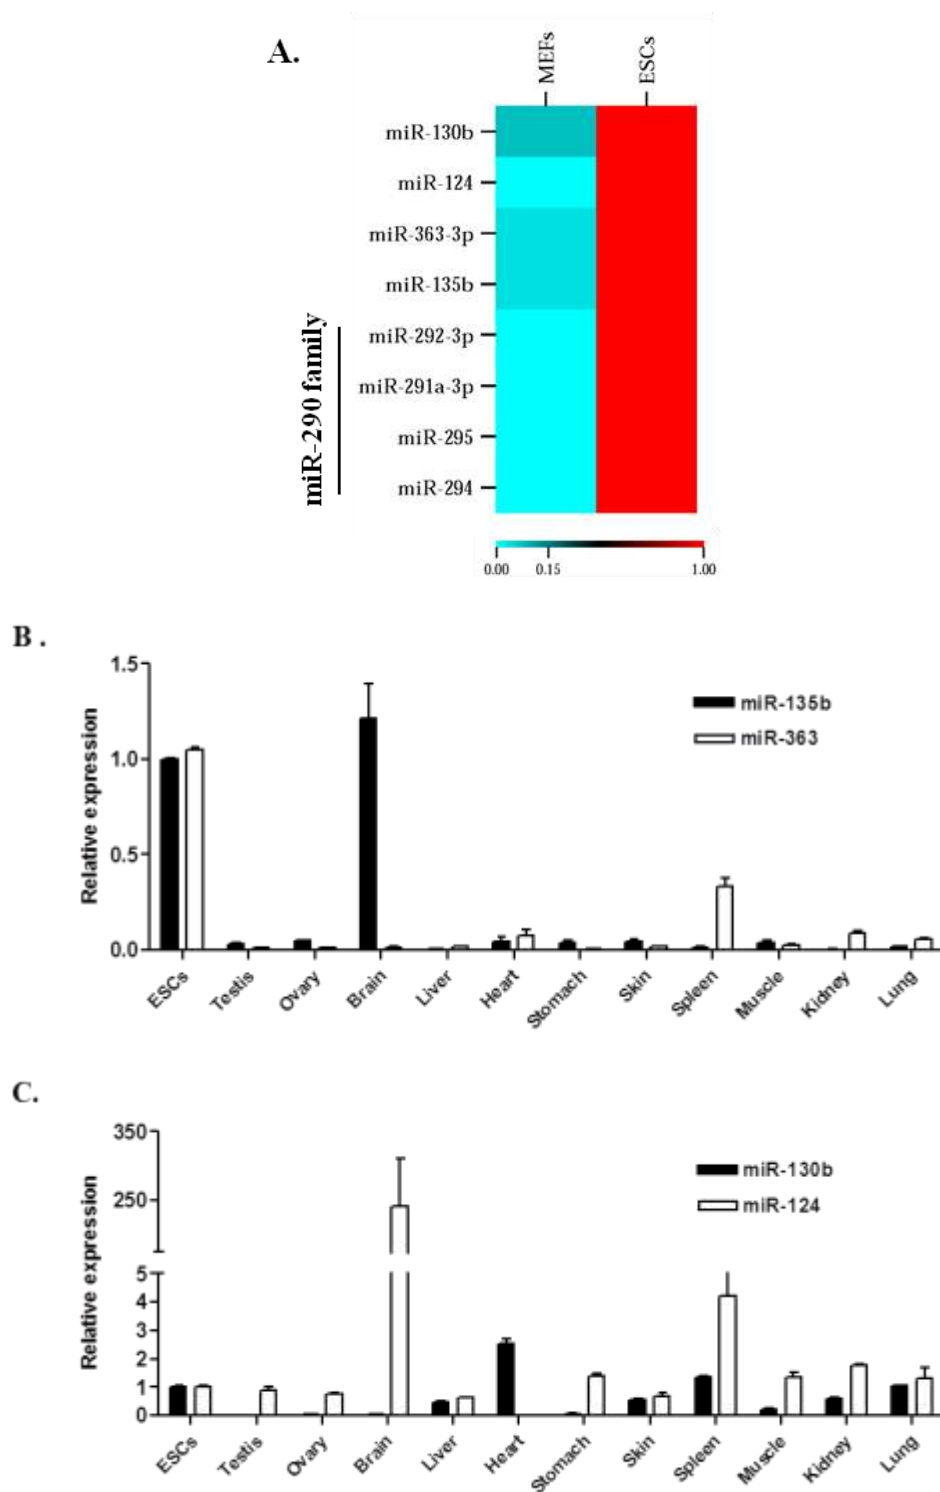 A.
MEFs
ESCs
miR-130b
miR-124
miR-363-3p
miR-135b
miR-292-3p
miR-291a-3p
miR-295
miR-294
miR-290 family
0.00 0.15 1.00
B .
Relative expression
1.5
1.0
0.5
0.0
miR-135b
miR-363
ESCs Testis Ovary Brain Liver Heart Stomach Skin Spleen Muscle Kidney Lung
C.
Relative expression
350
250
5
4
3
2
1
0
miR-130b
miR-124
ESCs Testis Ovary Brain Liver Heart Stomach Skin Spleen Muscle Kidney Lung